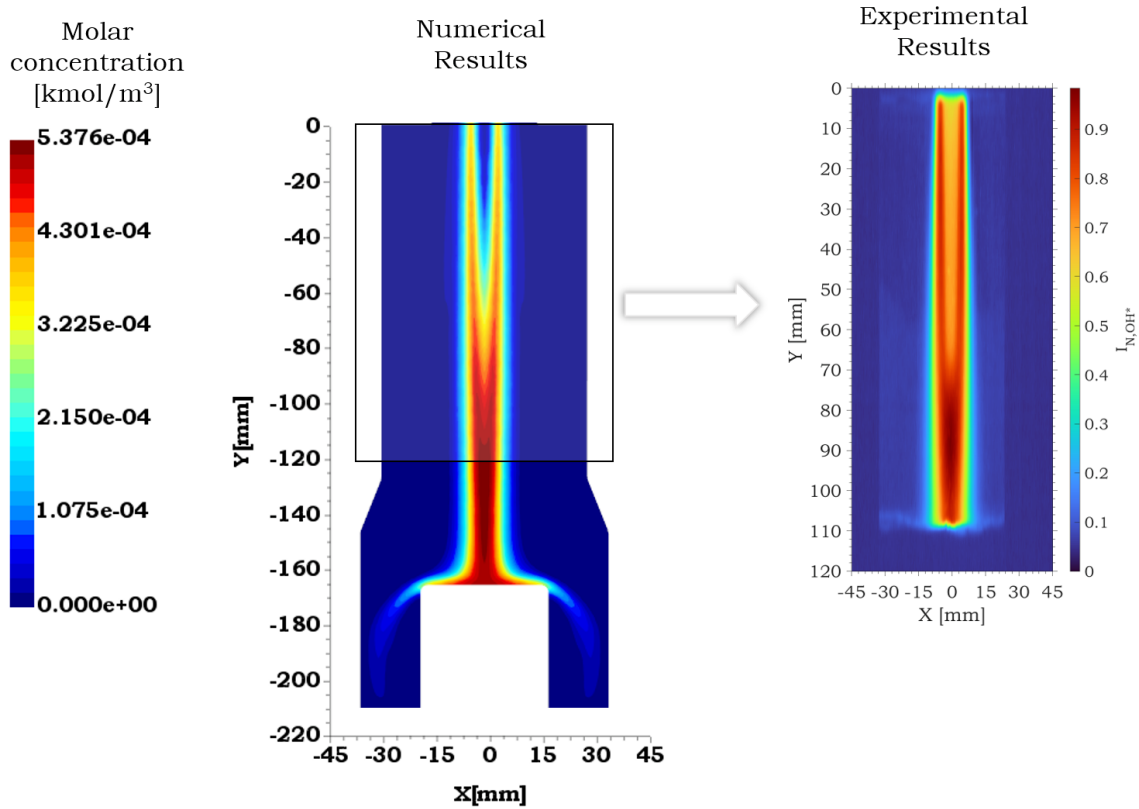 Molar
concentration
[kmol/m³]
5.376e-04
4.301e-04
3.225e-04
2.150e-04
1.075e-04
0.000e+00
Numerical
Results
Y[mm]
0
-20
-40
-60
-80
-100
-120
-140
-160
-180
-200
-220
-45 -30 -15 0 15 30 45
X[mm]
Experimental
Results
Y [mm]
0
10
20
30
40
50
60
70
80
90
100
110
120
-45 -30 -15 0 15 30 45
X [mm]
0.9
0.8
0.7
0.6
0.5
0.4
0.3
0.2
0.1
0
I_N,OH*